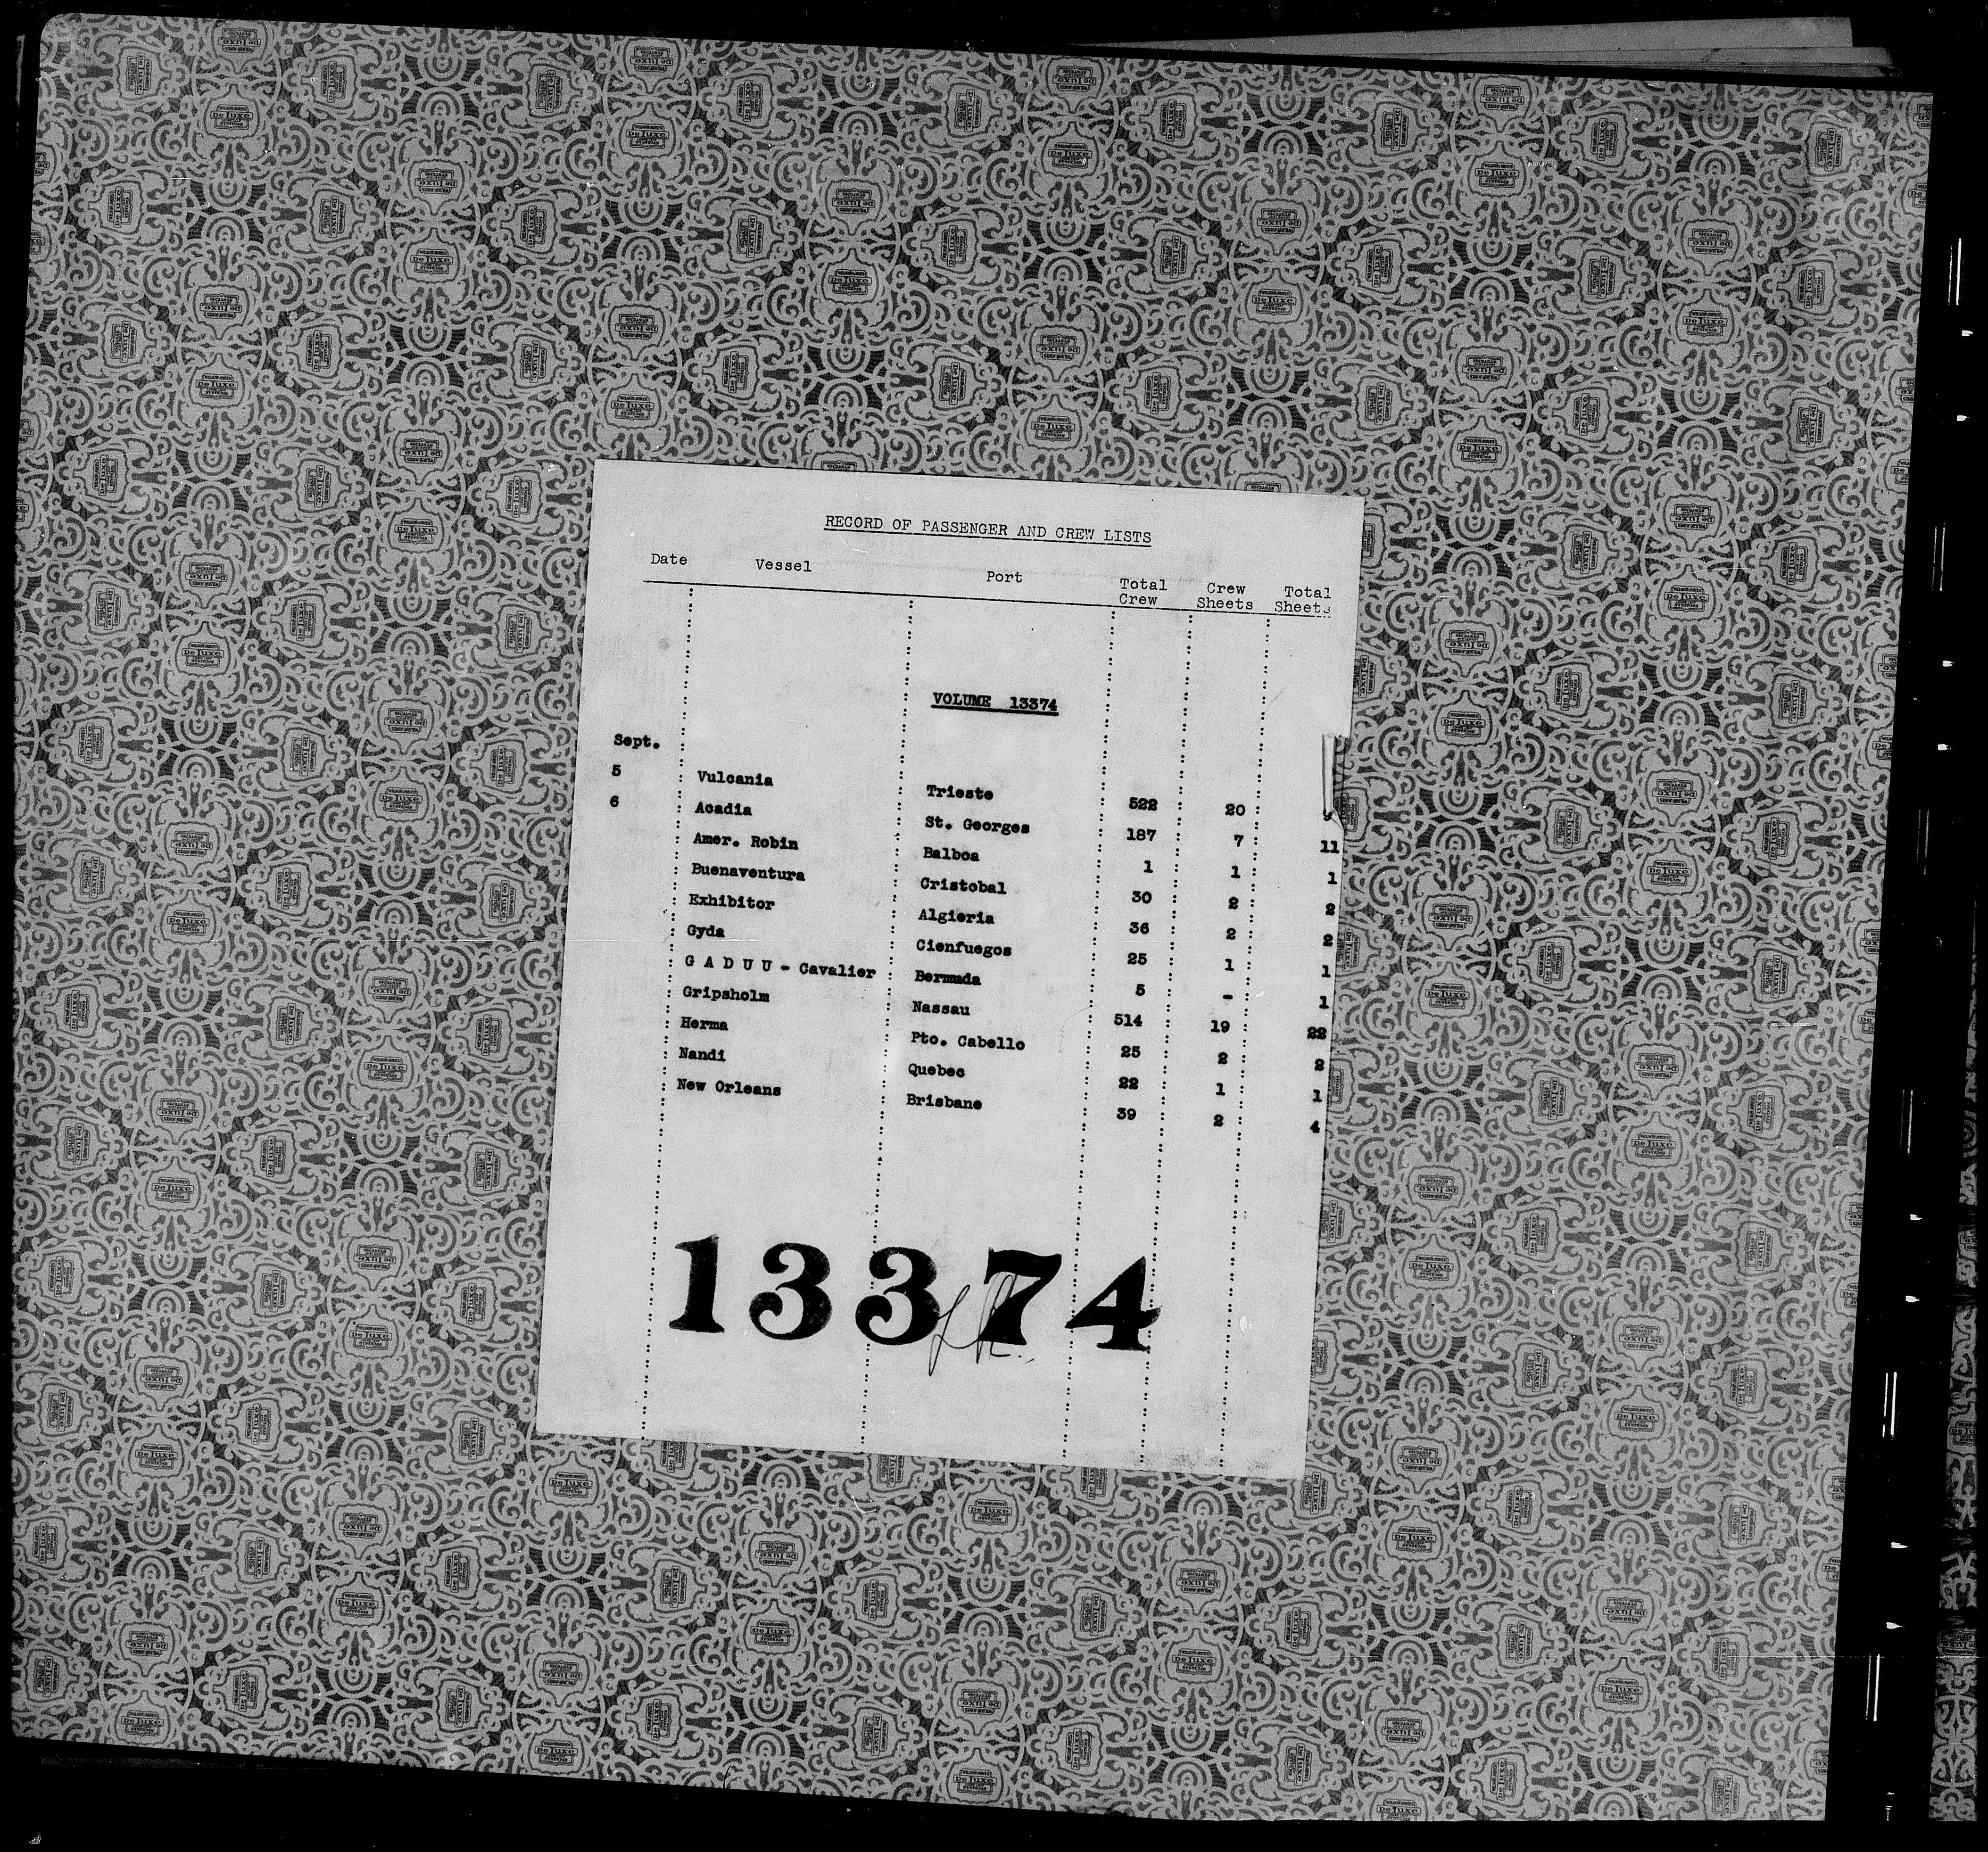 RECORD OF PASSENGER AND CREW LISTS
Date Vessel Port Total Crew Crew Sheets Total Sheets
VOLUME 13374
Sept.
5 Vulcania Trieste 522 20
6 Acadia St. Georges 187 7 11
Amer. Robin Balboa 1 1 1
Buenaventura Cristobal 30 2 2
Exhibitor Algieria 36 2 2
Gyda Cienfuegos 25 1 1
G A D U U - Cavalier Bermuda 5 - 1
Gripsholm Nassau 514 19 22
Herma Pto. Cabello 25 2 2
Nandi Quebec 22 1 1
New Orleans Brisbane 39 2 4
13374